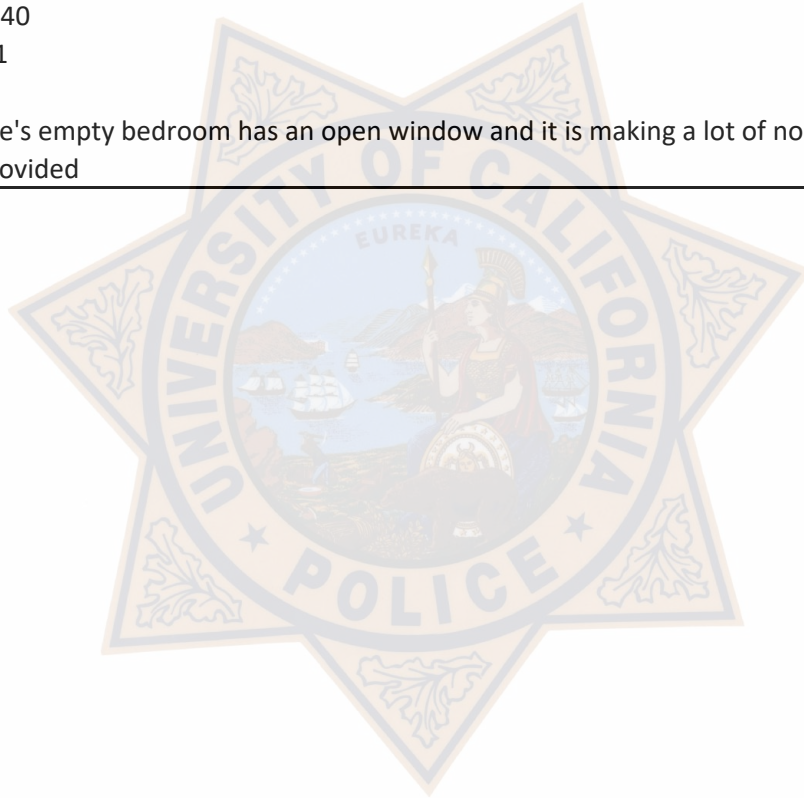 40
1
e's empty bedroom has an open window and it is making a lot of no
ovided
UNIVERSITY OF CALIFORNIA
EUREKA
POLICE